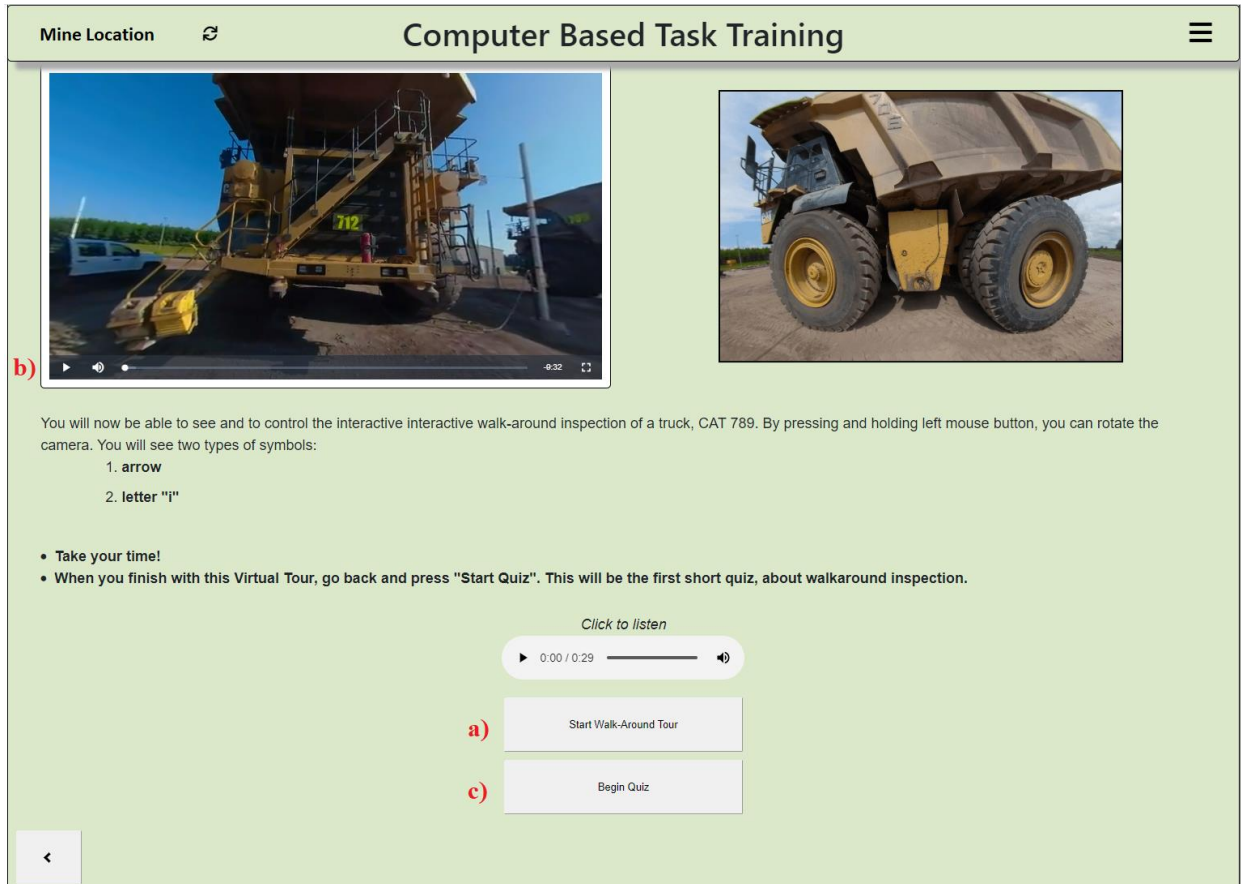 Mine Location
Computer Based Task Training
712
b)
-9:32
You will now be able to see and to control the interactive interactive walk-around inspection of a truck, CAT 789. By pressing and holding left mouse button, you can rotate the
camera. You will see two types of symbols:
1. arrow
2. letter "i"
• Take your time!
• When you finish with this Virtual Tour, go back and press "Start Quiz". This will be the first short quiz, about walkaround inspection.
Click to listen
0:00 / 0:29
a)
Start Walk-Around Tour
c)
Begin Quiz